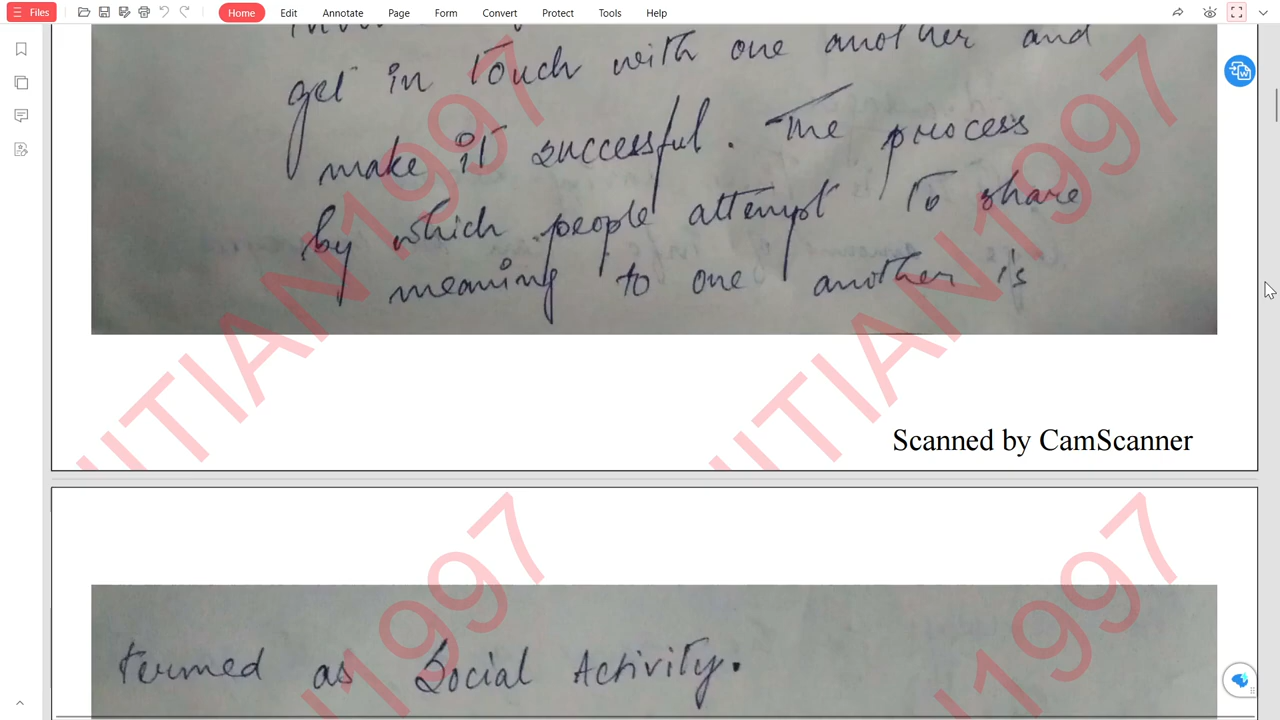 Files
Home
Edit
Annotate
Page
Form
Convert
Protect
Tools
Help
get in touch with one another and
make it successful. The process
by which people attempt to share
meaning to one another is
Scanned by CamScanner
termed as Social Activity.
UTIAN1997
UTIAN1997